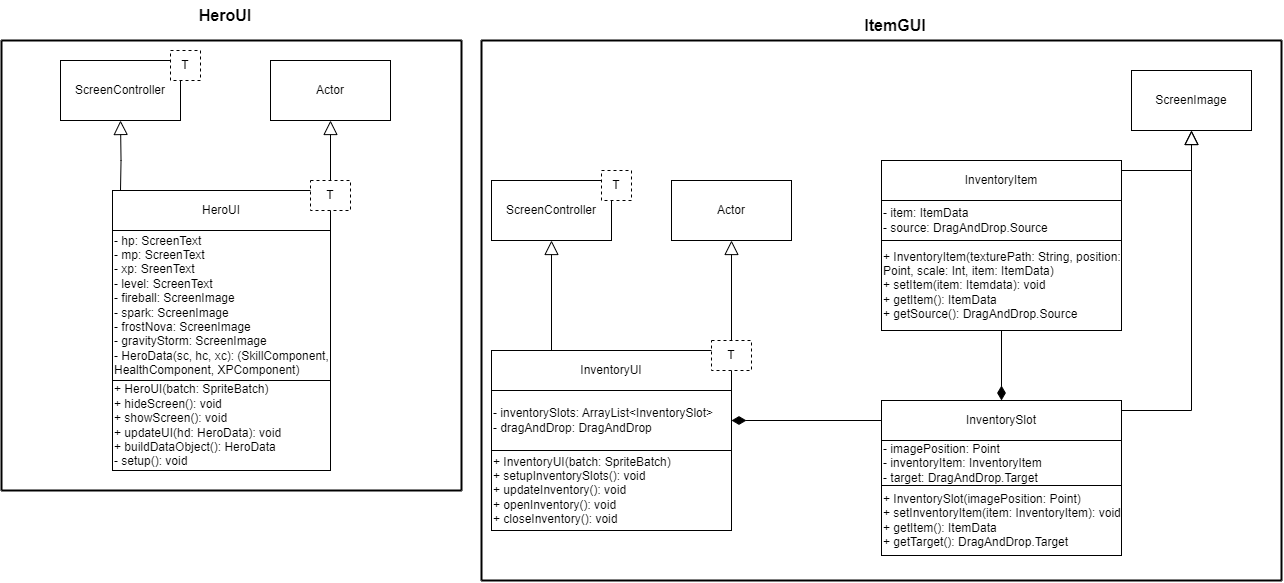 HeroUI
ScreenController
T
Actor
HeroUI
T
- hp: ScreenText
- mp: ScreenText
- xp: SreenText
- level: ScreenText
- fireball: ScreenImage
- spark: ScreenImage
- frostNova: ScreenImage
- gravityStorm: ScreenImage
- HeroData(sc, hc, xc): (SkillComponent,
HealthComponent, XPComponent)
+ HeroUI(batch: SpriteBatch)
+ hideScreen(): void
+ showScreen(): void
+ updateUI(hd: HeroData): void
+ buildDataObject(): HeroData
- setup(): void
ItemGUI
ScreenController
T
Actor
InventoryUI
T
- inventorySlots: ArrayList<InventorySlot>
- dragAndDrop: DragAndDrop
+ InventoryUI(batch: SpriteBatch)
+ setupInventorySlots(): void
+ updateInventory(): void
+ openInventory(): void
+ closeInventory(): void
ScreenImage
InventoryItem
- item: ItemData
- source: DragAndDrop.Source
+ InventoryItem(texturePath: String, position:
Point, scale: Int, item: ItemData)
+ setItem(item: Itemdata): void
+ getItem(): ItemData
+ getSource(): DragAndDrop.Source
InventorySlot
- imagePosition: Point
- inventoryItem: InventoryItem
- target: DragAndDrop.Target
+ InventorySlot(imagePosition: Point)
+ setInventoryItem(item: InventoryItem): void
+ getItem(): ItemData
+ getTarget(): DragAndDrop.Target